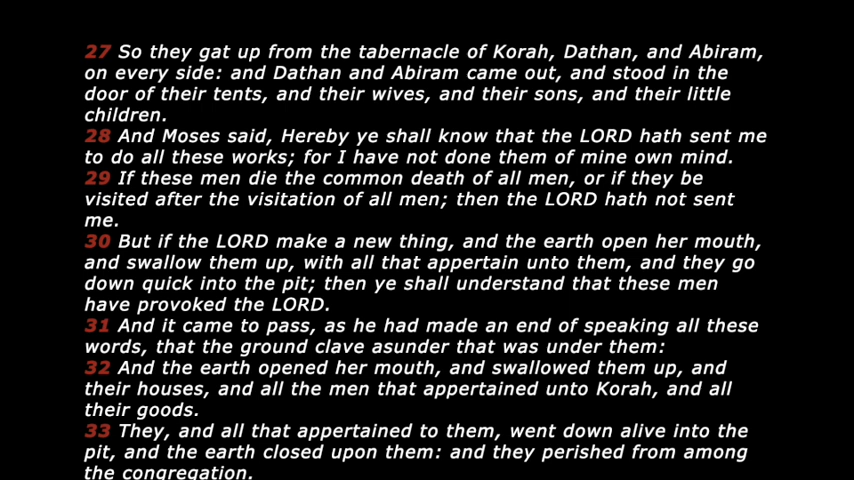 27 So they gat up from the tabernacle of Korah, Dathan, and Abiram,
on every side: and Dathan and Abiram came out, and stood in the
door of their tents, and their wives, and their sons, and their little
children.
28 And Moses said, Hereby ye shall know that the LORD hath sent me
to do all these works; for I have not done them of mine own mind.
29 If these men die the common death of all men, or if they be
visited after the visitation of all men; then the LORD hath not sent
me.
30 But if the LORD make a new thing, and the earth open her mouth,
and swallow them up, with all that appertain unto them, and they go
down quick into the pit; then ye shall understand that these men
have provoked the LORD.
31 And it came to pass, as he had made an end of speaking all these
words, that the ground clave asunder that was under them:
32 And the earth opened her mouth, and swallowed them up, and
their houses, and all the men that appertained unto Korah, and all
their goods.
33 They, and all that appertained to them, went down alive into the
pit, and the earth closed upon them: and they perished from among
the congregation.